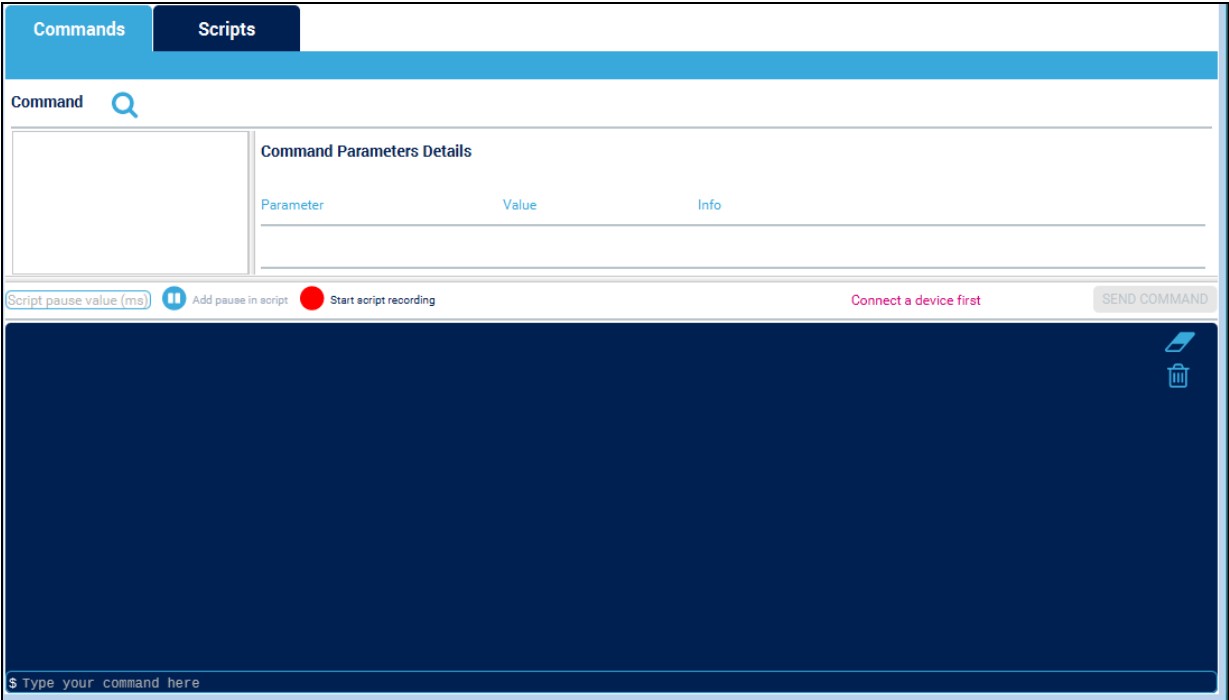 Commands Scripts
Command
Command Parameters Details
Parameter Value Info
Script pause value (ms) Add pause in script Start script recording Connect a device first SEND COMMAND
$ Type your command here